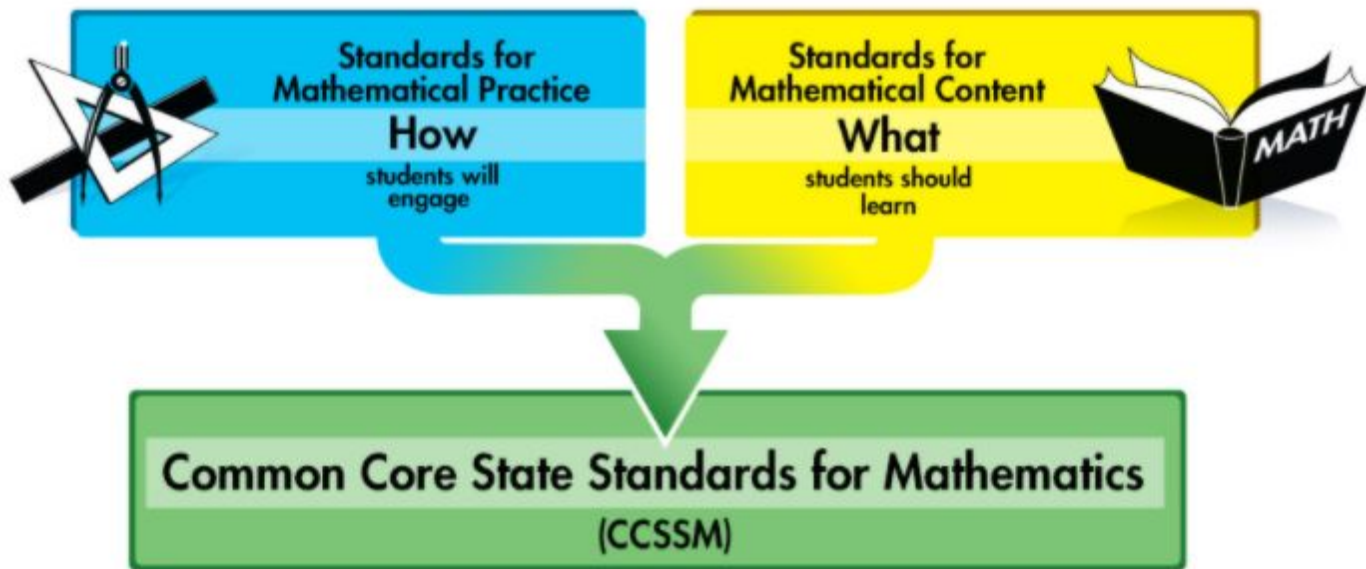 Standards for
Mathematical Practice
How
students will
engage
Standards for
Mathematical Content
What
students should
learn
MATH
Common Core State Standards for Mathematics
(CCSSM)